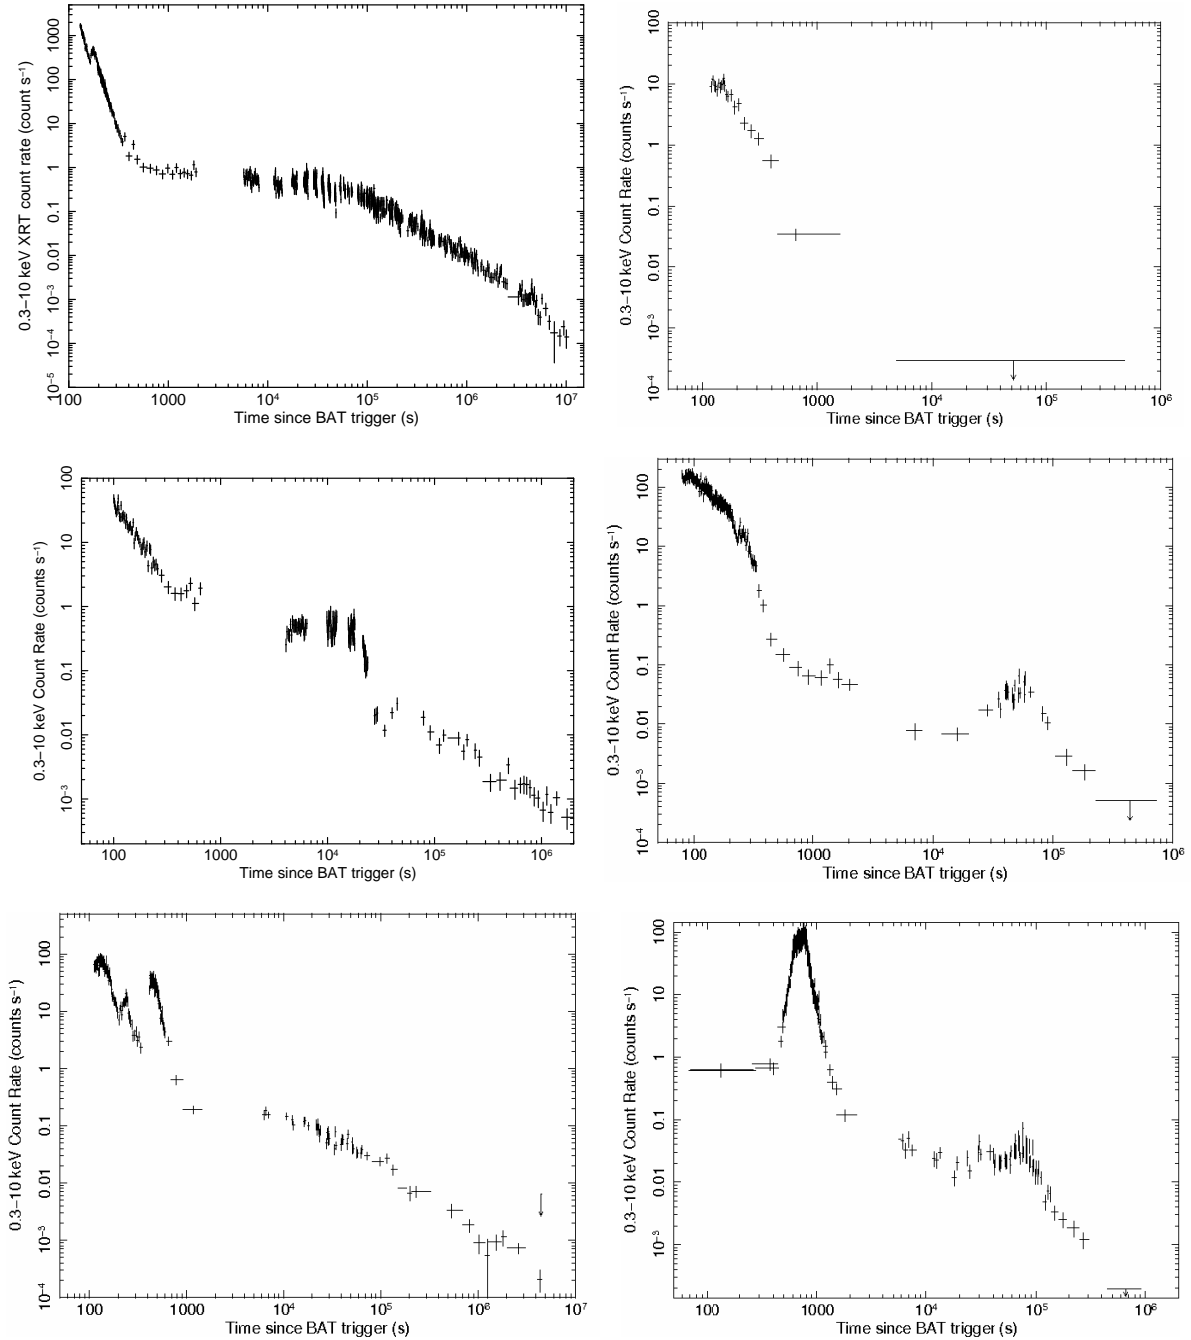 0.3−10 keV XRT count rate (count s⁻¹)
1000
100
10
1
0.1
0.01
10⁻³
10⁻⁴
10⁻⁵
100 1000 10⁴ 10⁵ 10⁶ 10⁷
Time since BAT trigger (s)
0.3−10 keV Count Rate (counts s⁻¹)
100
10
1
0.1
0.01
10⁻³
10⁻⁴
100 1000 10⁴ 10⁵ 10⁶
Time since BAT trigger (s)
0.3−10 keV Count Rate (counts s⁻¹)
100
10
1
0.1
0.01
10⁻³
100 1000 10⁴ 10⁵ 10⁶
Time since BAT trigger (s)
0.3−10 keV Count Rate (counts s⁻¹)
100
10
1
0.1
0.01
10⁻³
10⁻⁴
100 1000 10⁴ 10⁵ 10⁶
Time since BAT trigger (s)
0.3−10 keV Count Rate (counts s⁻¹)
100
10
1
0.1
0.01
10⁻³
10⁻⁴
100 1000 10⁴ 10⁵ 10⁶ 10⁷
Time since BAT trigger (s)
0.3−10 keV Count Rate (counts s⁻¹)
100
10
1
0.1
0.01
10⁻³
100 1000 10⁴ 10⁵ 10⁶
Time since BAT trigger (s)